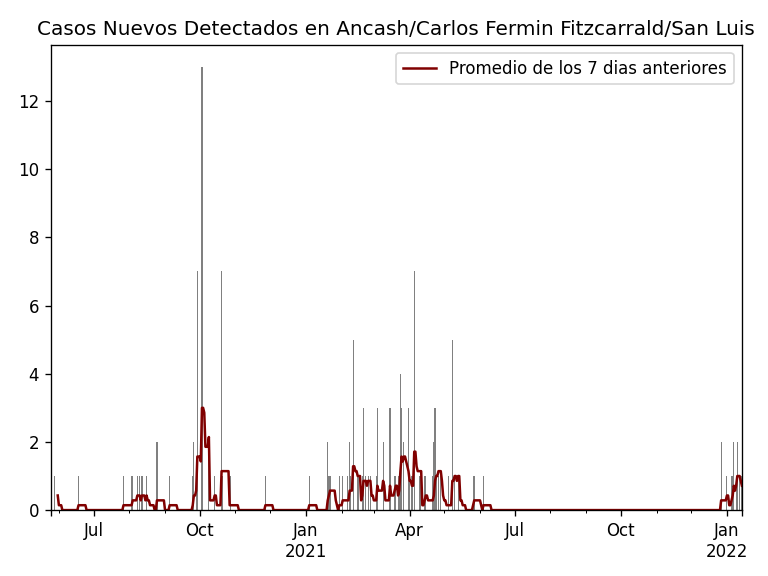 Casos Nuevos Detectados en Ancash/Carlos Fermin Fitzcarrald/San Luis
Promedio de los 7 dias anteriores
12
10
8
6
4
2
0
Jul Oct Jan Apr Jul Oct Jan
2021 2022